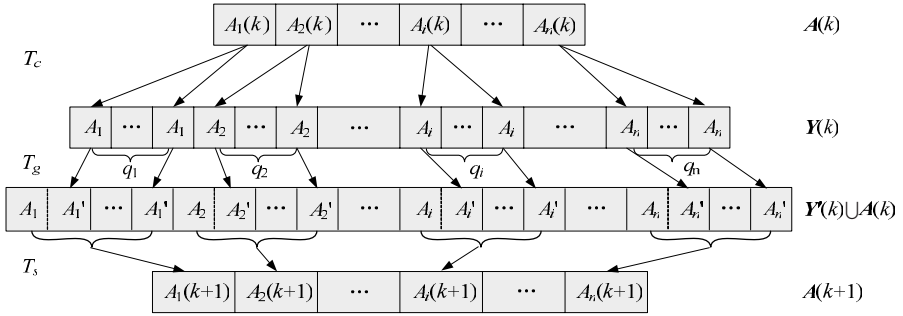 A1(k) A2(k) ··· Ai(k) ··· An(k) A(k)
Tc
A1 ··· A1 A2 ··· A2 ··· Ai ··· Ai ··· An ··· An Y(k)
Tg q1 q2 qi qn
A1 A1' ··· A1' A2 A2' ··· A2' ··· Ai Ai' ··· Ai' ··· An An' ··· An' Y'(k)∪A(k)
Ts
A1(k+1) A2(k+1) ··· Ai(k+1) ··· An(k+1) A(k+1)